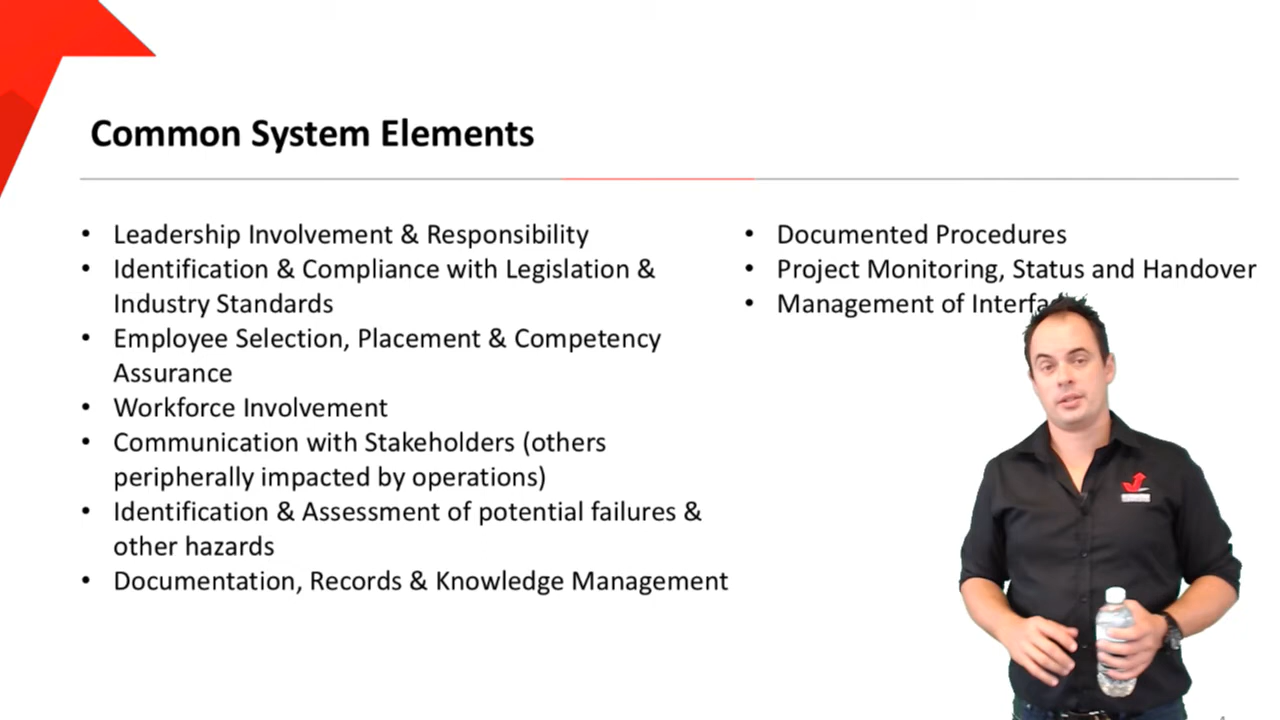 Common System Elements
• Leadership Involvement & Responsibility
• Identification & Compliance with Legislation &
Industry Standards
• Employee Selection, Placement & Competency
Assurance
• Workforce Involvement
• Communication with Stakeholders (others
peripherally impacted by operations)
• Identification & Assessment of potential failures &
other hazards
• Documentation, Records & Knowledge Management
• Documented Procedures
• Project Monitoring, Status and Handover
• Management of